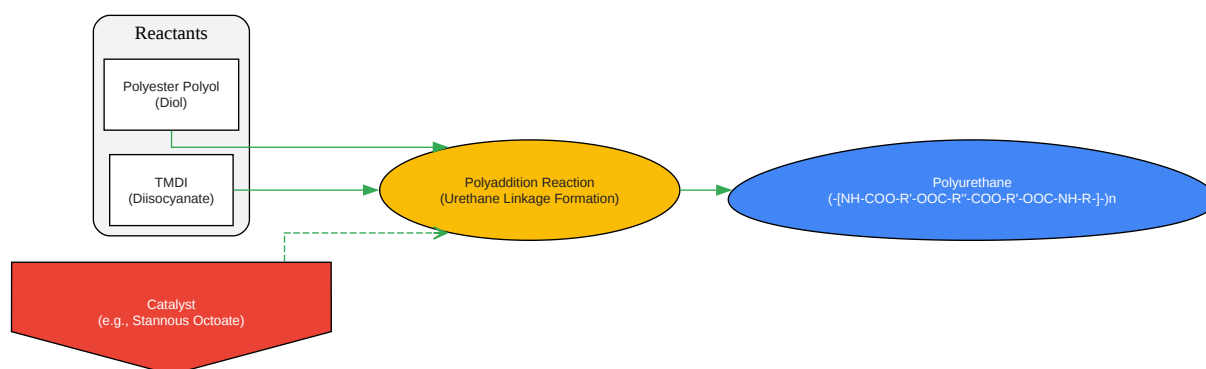 Reactants
Polyester Polyol
(Diol)
TMDI
(Diisocyanate)
Polyaddition Reaction
(Urethane Linkage Formation)
Polyurethane
(-[NH-COO-R'-OOC-R''-COO-R'-OOC-NH-R-]-)n
Catalyst
(e.g., Stannous Octoate)